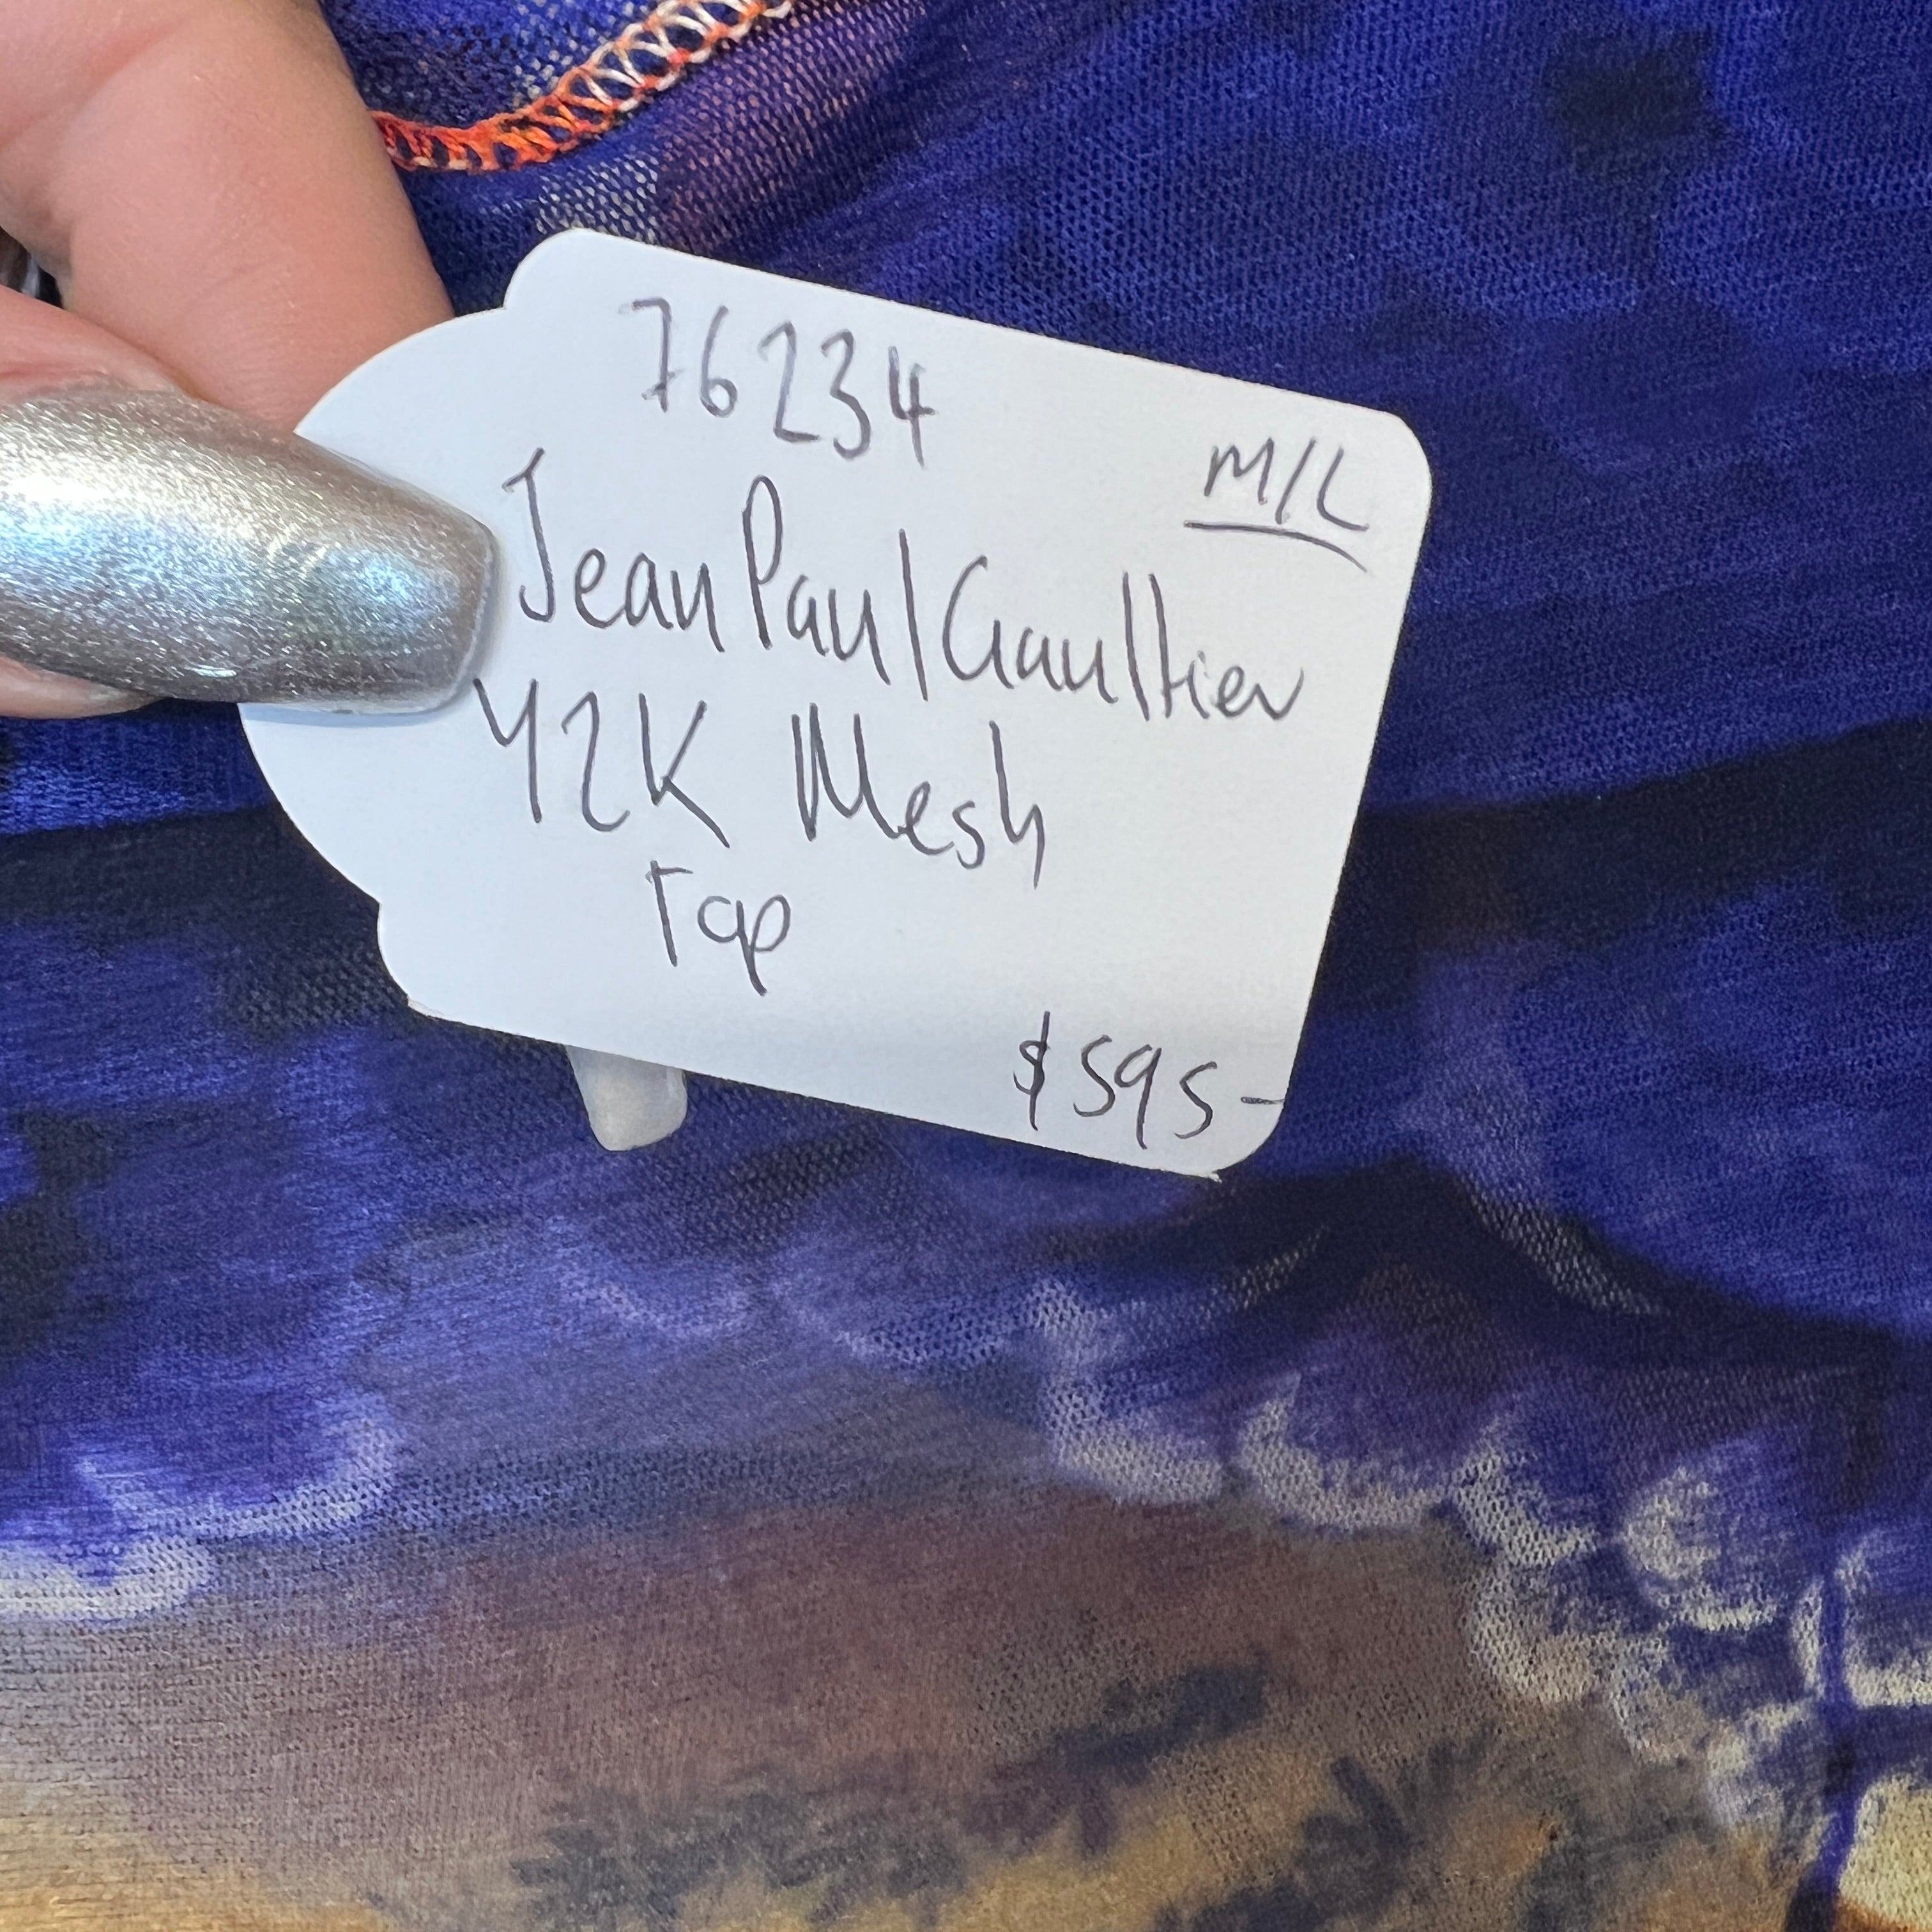 76234
M/L
Jean Paul Gaultier
Y2K Mesh
Top
$595-